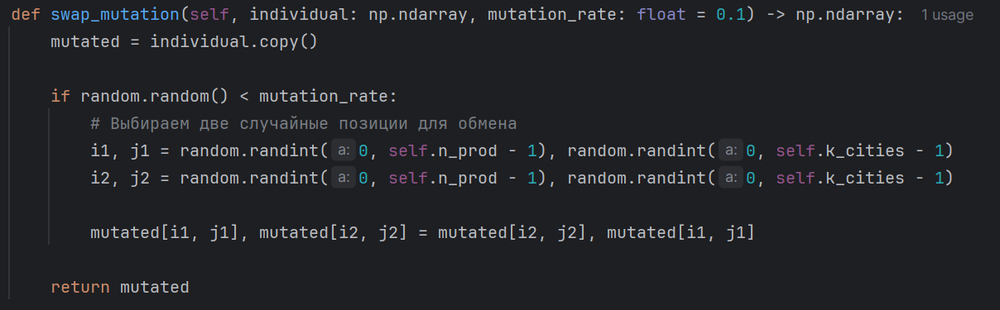 def swap_mutation(self, individual: np.ndarray, mutation_rate: float = 0.1) -> np.ndarray: 1 usage
    mutated = individual.copy()

    if random.random() < mutation_rate:
        # Выбираем две случайные позиции для обмена
        i1, j1 = random.randint(a: 0, self.n_prod - 1), random.randint(a: 0, self.k_cities - 1)
        i2, j2 = random.randint(a: 0, self.n_prod - 1), random.randint(a: 0, self.k_cities - 1)

        mutated[i1, j1], mutated[i2, j2] = mutated[i2, j2], mutated[i1, j1]

    return mutated